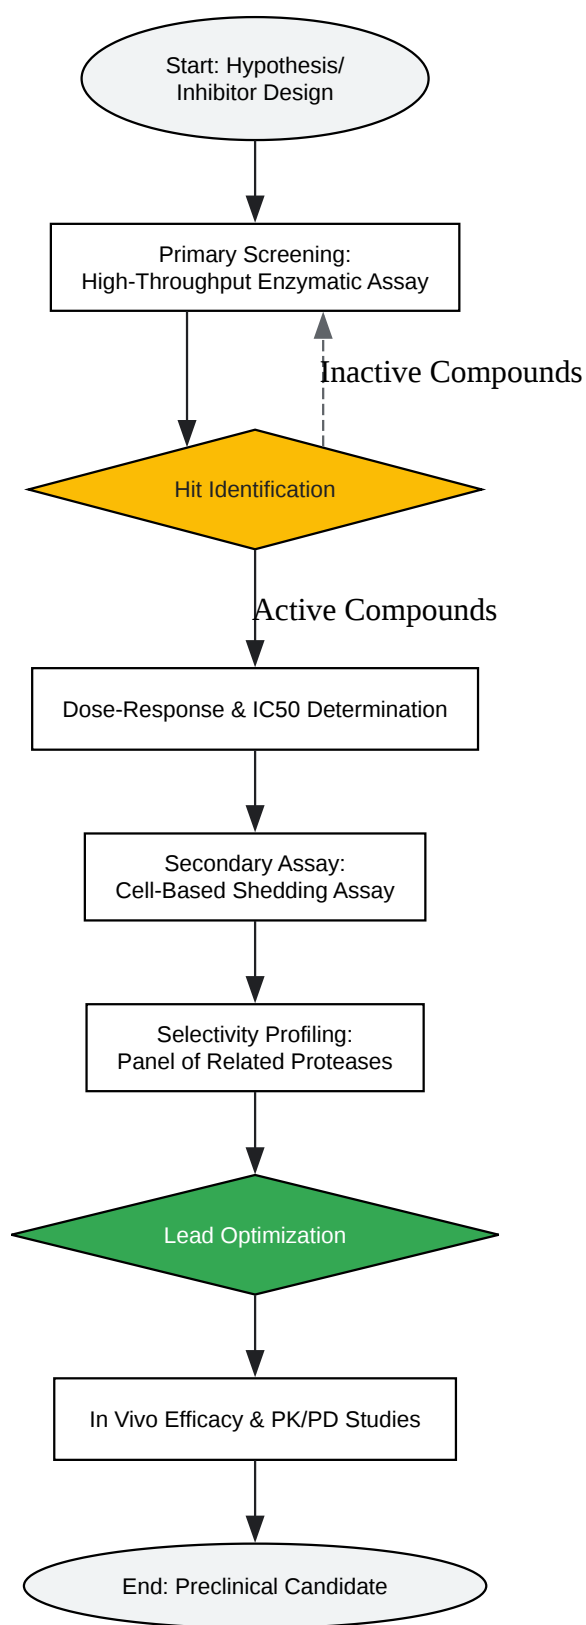 Start: Hypothesis/
Inhibitor Design
Primary Screening:
High-Throughput Enzymatic Assay
Inactive Compounds
Hit Identification
Active Compounds
Dose-Response & IC50 Determination
Secondary Assay:
Cell-Based Shedding Assay
Selectivity Profiling:
Panel of Related Proteases
Lead Optimization
In Vivo Efficacy & PK/PD Studies
End: Preclinical Candidate